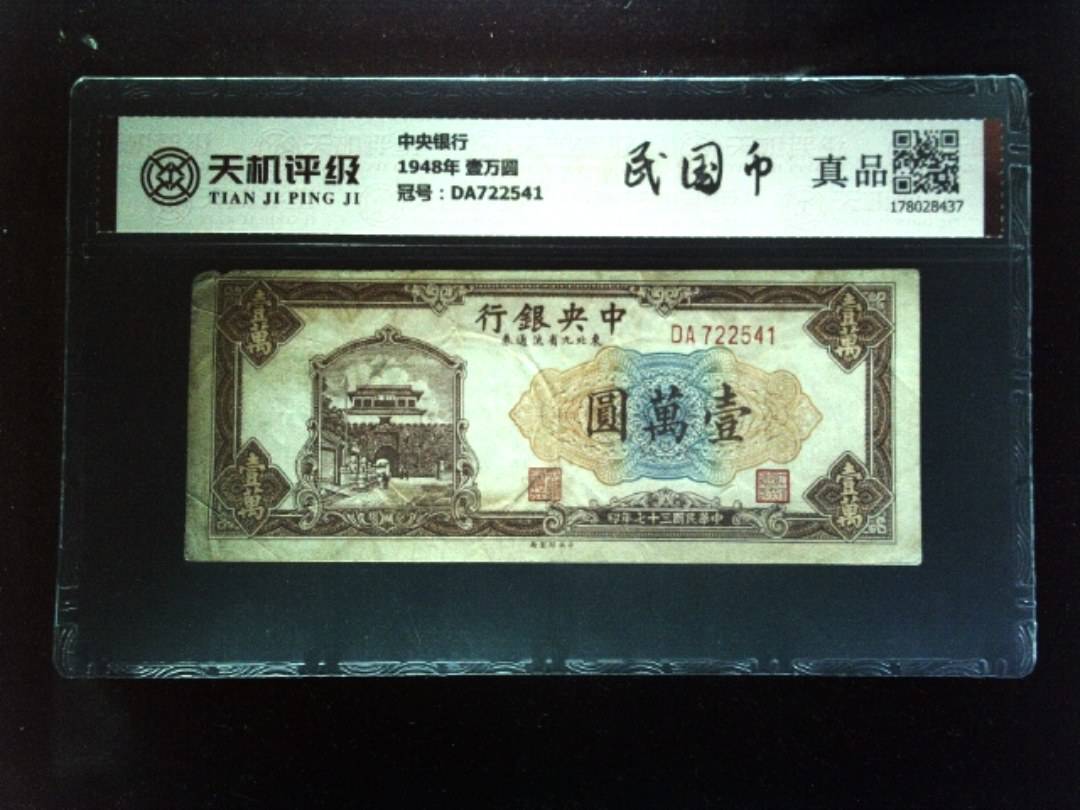 天机评级
TIAN JI PING JI
中央银行
1948年 壹万圆
冠号：DA722541
民国币
真品
178028437
行銀央中
券通流省九北東
DA 722541
圓萬壹
壹萬
壹萬
壹萬
壹萬
印年七十三國民華中